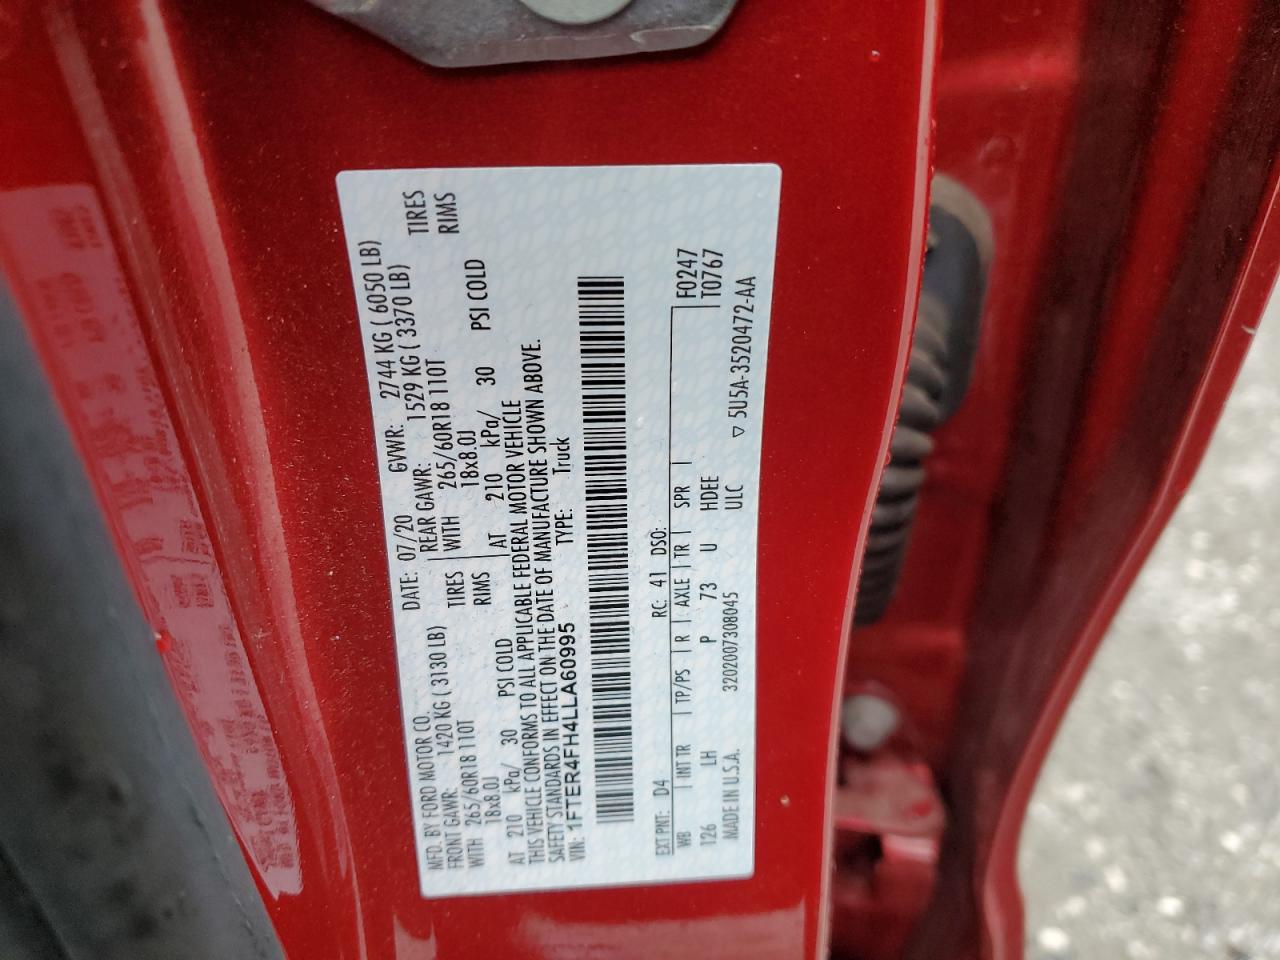 MFD. BY FORD MOTOR CO.
DATE: 07/20 GVWR: 2744 KG ( 6050 LB)
FRONT GAWR: 1420 KG ( 3130 LB) REAR GAWR: 1529 KG ( 3370 LB)
WITH 265/60R18 110T TIRES WITH 265/60R18 110T TIRES
18x8.0J RIMS 18x8.0J RIMS
AT 210 kPa/ 30 PSI COLD AT 210 kPa/ 30 PSI COLD
THIS VEHICLE CONFORMS TO ALL APPLICABLE FEDERAL MOTOR VEHICLE
SAFETY STANDARDS IN EFFECT ON THE DATE OF MANUFACTURE SHOWN ABOVE.
VIN: 1FTER4FH4LLA60995 TYPE: Truck
EXT PNT: D4 RC: 41 DSO: F0247
WB INT TR TP/PS R AXLE TR SPR T0767
126 LH P 73 U HDEE
MADE IN U.S.A. 3202007308045 ULC ▽ 5U5A-3520472-AA